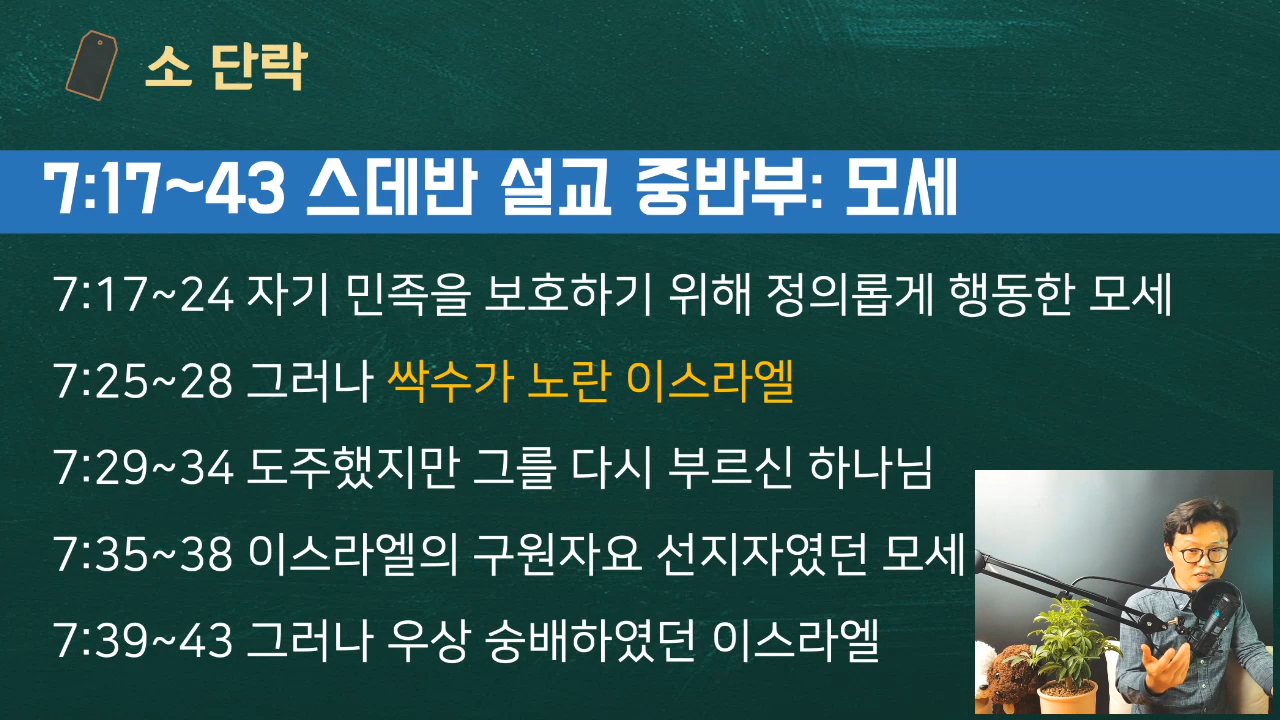 소 단락
7:17~43 스데반 설교 중반부: 모세
7:17~24 자기 민족을 보호하기 위해 정의롭게 행동한 모세
7:25~28 그러나 싹수가 노란 이스라엘
7:29~34 도주했지만 그를 다시 부르신 하나님
7:35~38 이스라엘의 구원자요 선지자였던 모세
7:39~43 그러나 우상 숭배하였던 이스라엘